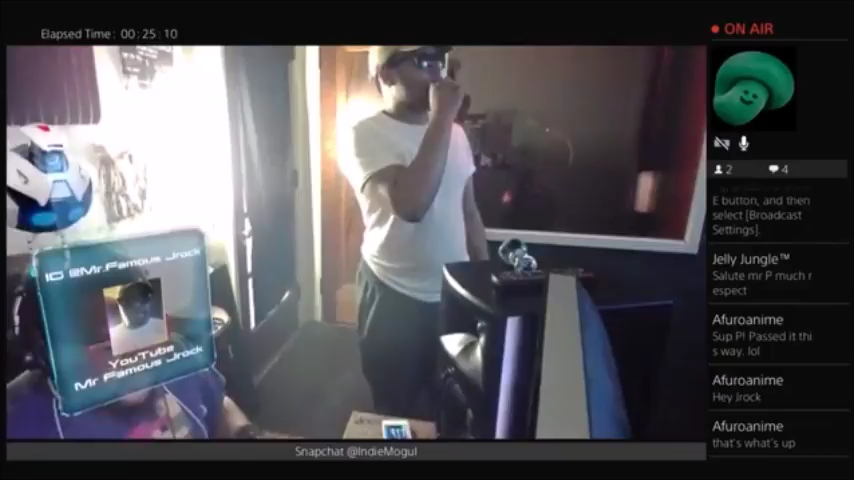 Elapsed Time: 00:25:10
ON AIR
2
4
E button, and then
select [Broadcast
Settings].
Jelly Jungle™
Salute mr P much r
espect
Afuroanime
Sup P! Passed it thi
s way. lol
Afuroanime
Hey Jrock
Afuroanime
that's what's up
IG @Mr.Famous Jrock
YouTube
Mr Famous Jrock
Snapchat @IndieMogul